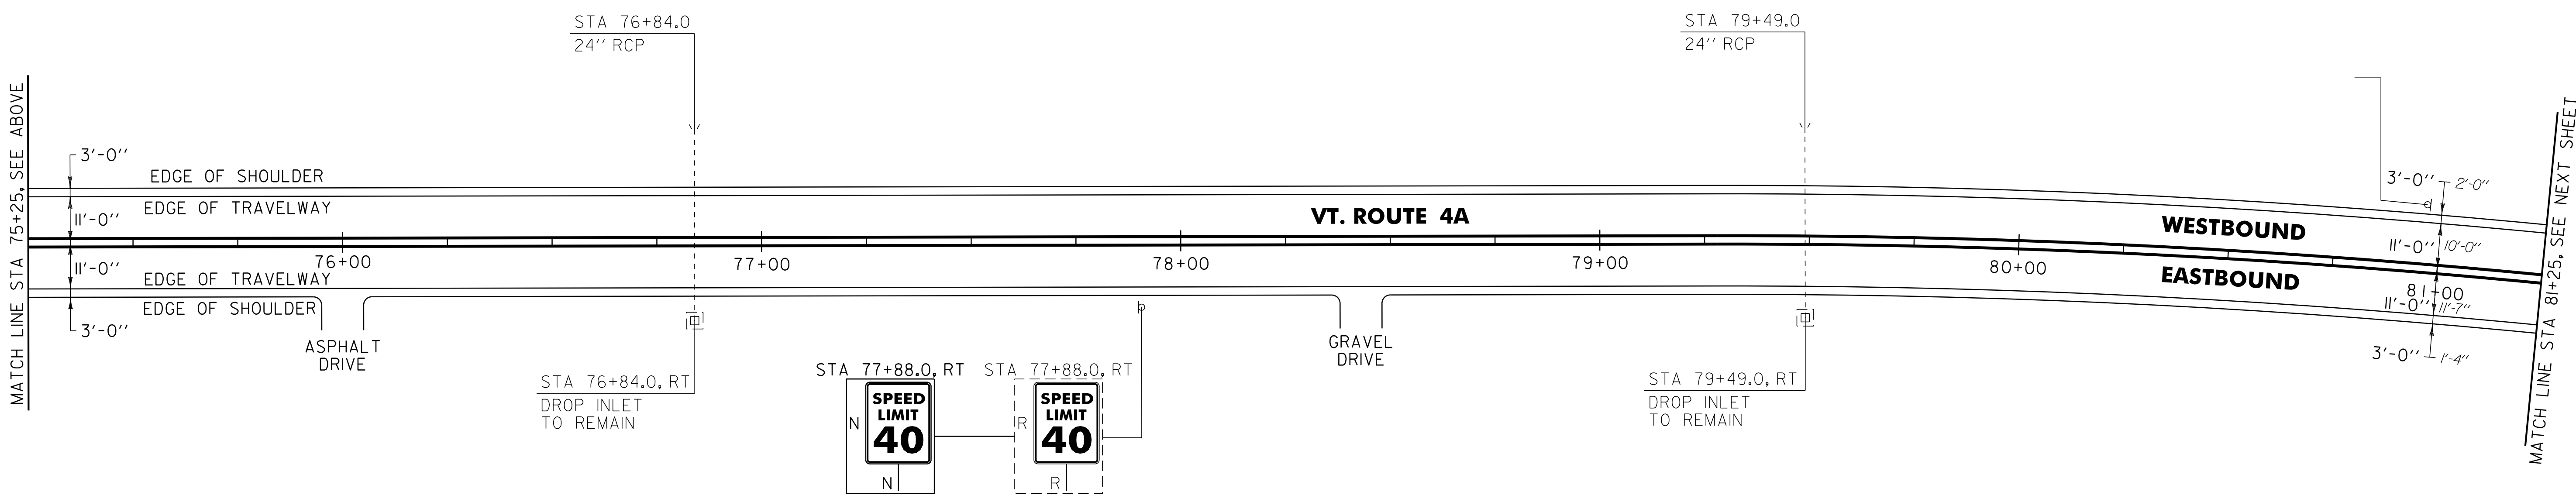 STA 76+84.0
24'' RCP
STA 79+49.0
24'' RCP
MATCH LINE STA 75+25, SEE ABOVE
3'-0''
EDGE OF SHOULDER
EDGE OF TRAVELWAY
11'-0''
VT. ROUTE 4A
WESTBOUND
3'-0'' 2'-0''
11'-0'' 10'-0''
76+00
77+00
78+00
79+00
80+00
81+00
11'-0''
EDGE OF TRAVELWAY
EDGE OF SHOULDER
3'-0''
EASTBOUND
11'-0'' 11'-7''
3'-0'' 1'-4''
MATCH LINE STA 81+25, SEE NEXT SHEET
ASPHALT
DRIVE
GRAVEL
DRIVE
STA 76+84.0, RT
DROP INLET
TO REMAIN
STA 77+88.0, RT
SPEED
LIMIT
40
N
N
STA 77+88.0, RT
SPEED
LIMIT
40
R
R
STA 79+49.0, RT
DROP INLET
TO REMAIN